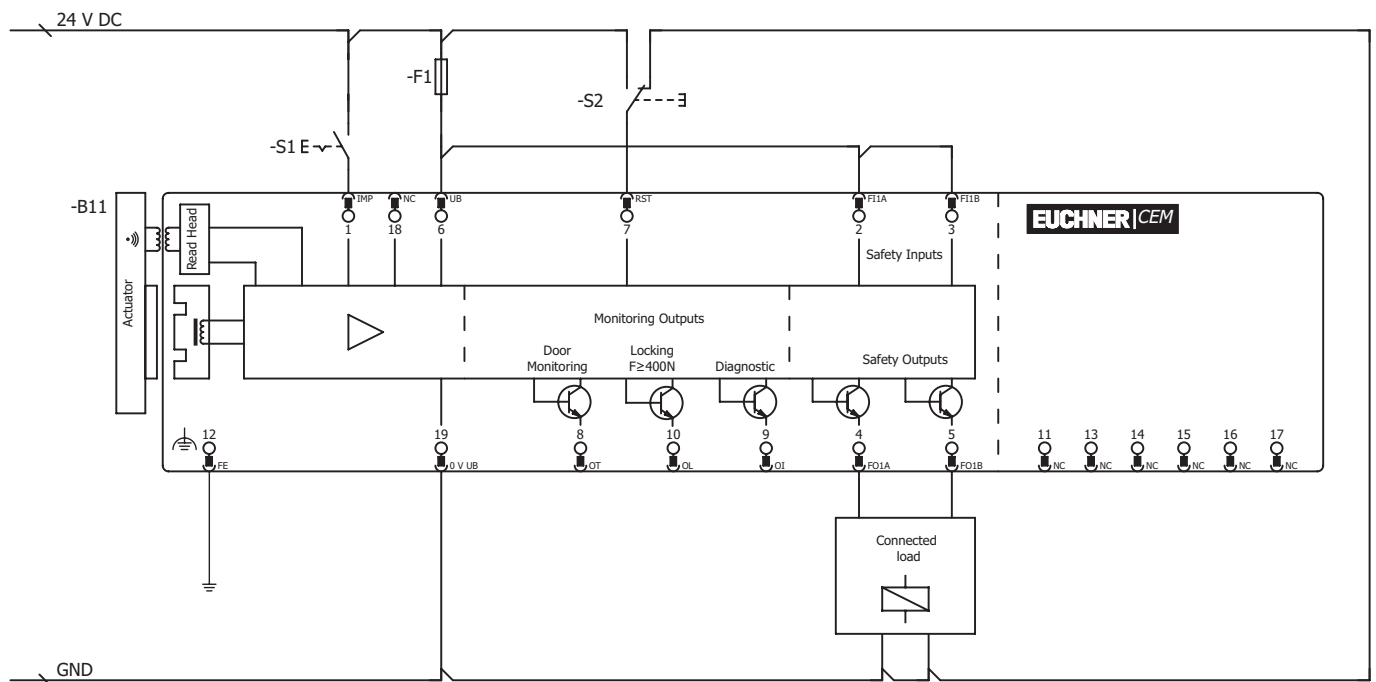 24 V DC
-F1
-S2
-S1
-B11
IMP
NC
UB
RST
FI1A
FI1B
1
18
6
7
2
3
EUCHNER CEM
Read Head
Safety Inputs
Actuator
Monitoring Outputs
Door
Monitoring
Locking
F≥400N
Diagnostic
Safety Outputs
12
19
8
10
9
4
5
11
13
14
15
16
17
FE
0 V UB
OT
OL
OI
FO1A
FO1B
NC
NC
NC
NC
NC
NC
Connected
load
GND